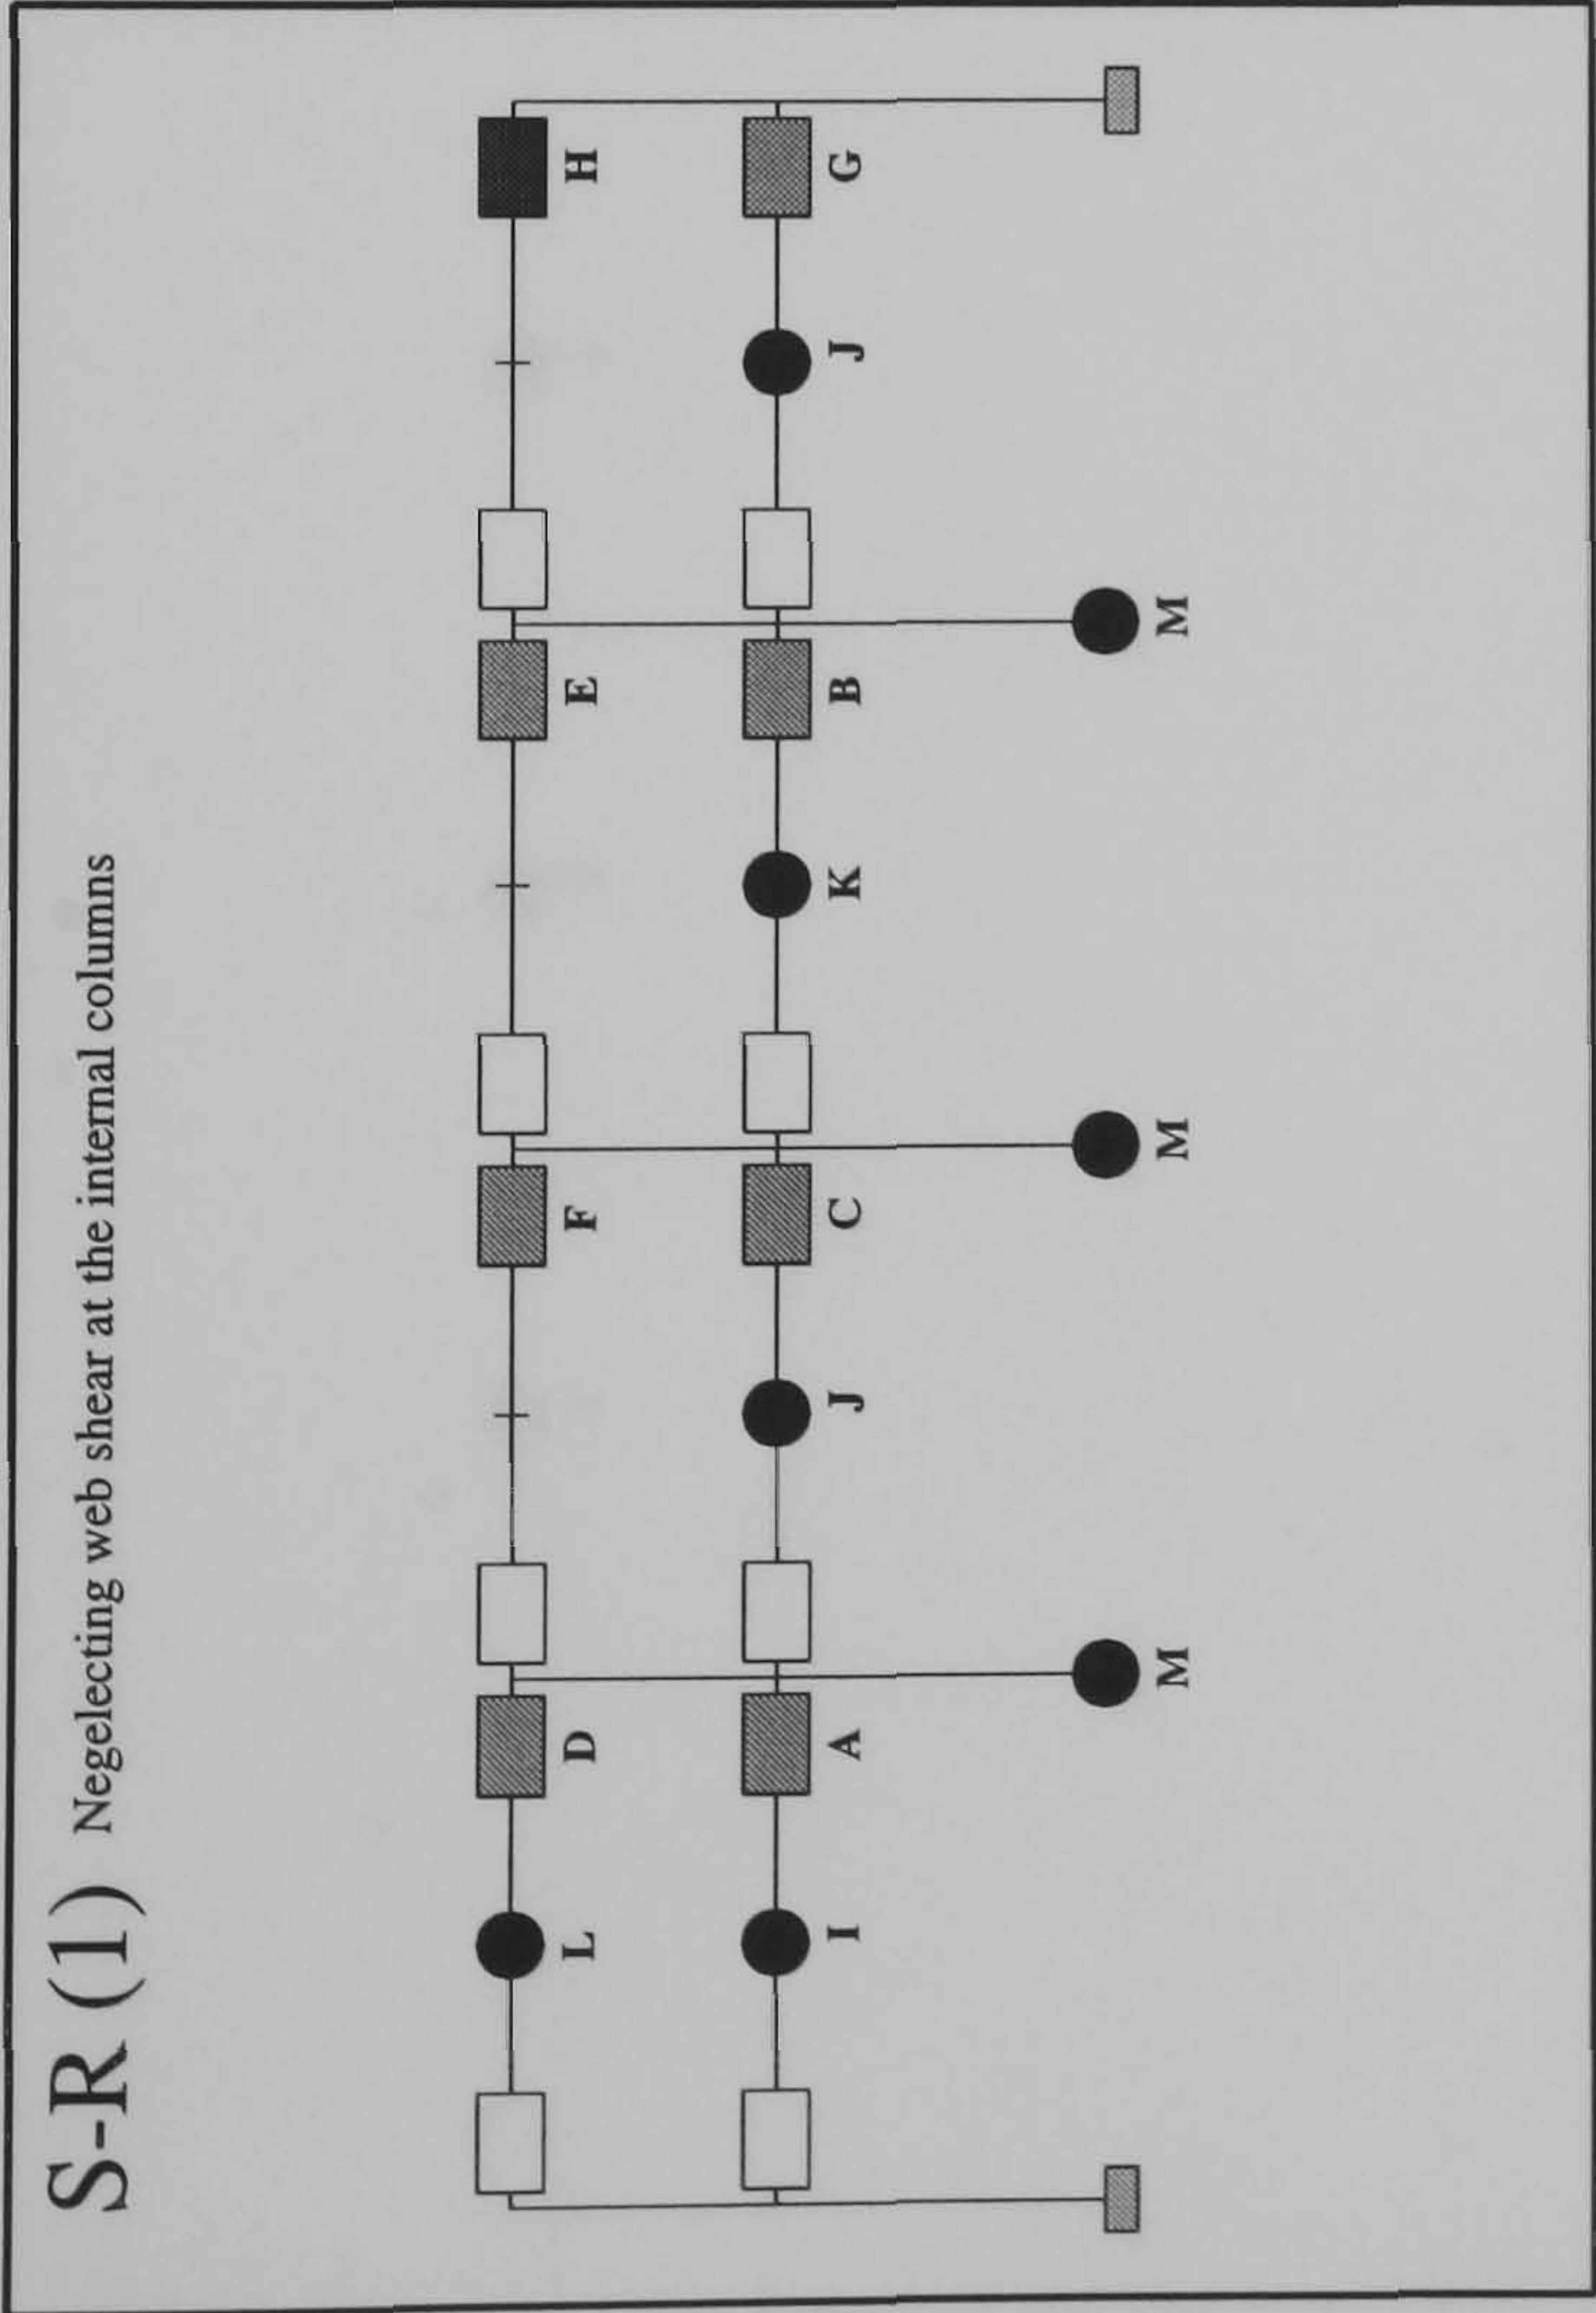 S-R (1) Negelecting web shear at the internal columns
L D F E H
I A J C K B J G
M M M